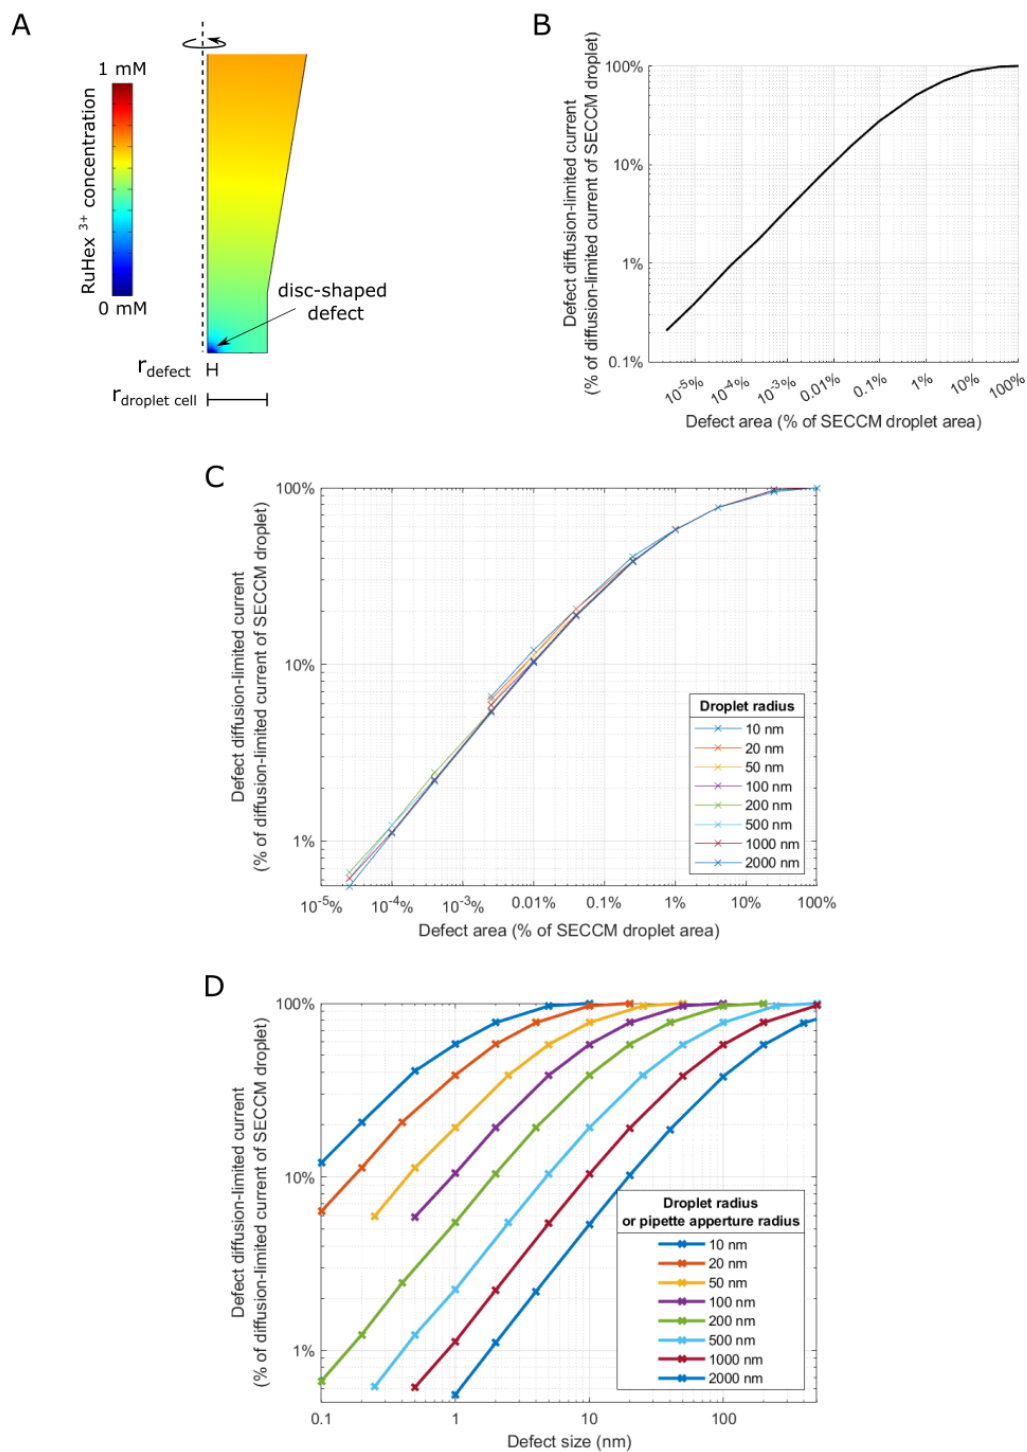 A
1 mM
RuHex 3+ concentration
0 mM
disc-shaped
defect
rdefect
rdroplet cell
B
Defect diffusion-limited current
(% of diffusion-limited current of SECCM droplet)
100%
10%
1%
0.1%
10-5% 10-4% 10-3% 0.01% 0.1% 1% 10% 100%
Defect area (% of SECCM droplet area)
C
Defect diffusion-limited current
(% of diffusion-limited current of SECCM droplet)
100%
10%
1%
Droplet radius
10 nm
20 nm
50 nm
100 nm
200 nm
500 nm
1000 nm
2000 nm
10-5% 10-4% 10-3% 0.01% 0.1% 1% 10% 100%
Defect area (% of SECCM droplet area)
D
Defect diffusion-limited current
(% of diffusion-limited current of SECCM droplet)
100%
10%
1%
Droplet radius
or pipette apperture radius
10 nm
20 nm
50 nm
100 nm
200 nm
500 nm
1000 nm
2000 nm
0.1 1 10 100
Defect size (nm)